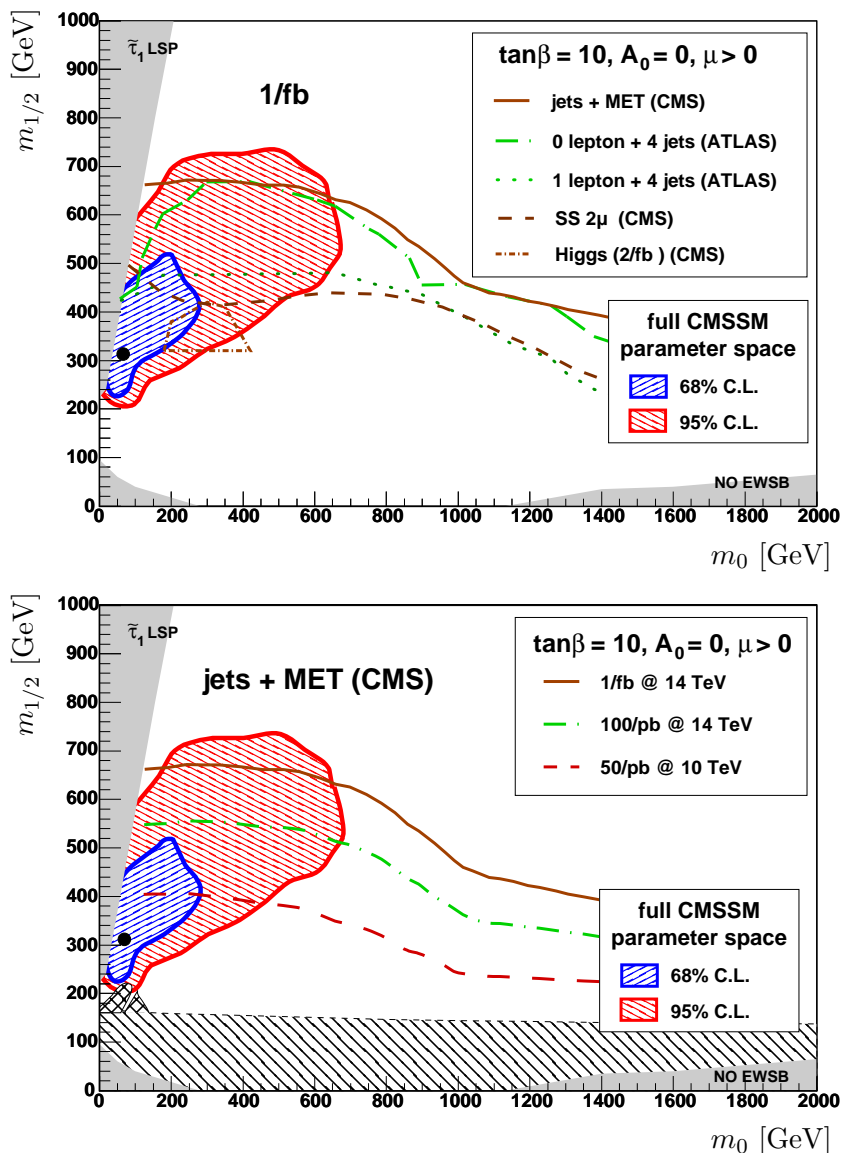 m₁/₂ [GeV]
1000
900
800
700
600
500
400
300
200
100
0
τ̃₁ LSP
1/fb
tanβ = 10, A₀ = 0, μ > 0
jets + MET (CMS)
0 lepton + 4 jets (ATLAS)
1 lepton + 4 jets (ATLAS)
SS 2μ (CMS)
Higgs (2/fb ) (CMS)
full CMSSM
parameter space
68% C.L.
95% C.L.
NO EWSB
0 200 400 600 800 1000 1200 1400 1600 1800 2000
m₀ [GeV]
m₁/₂ [GeV]
1000
900
800
700
600
500
400
300
200
100
0
τ̃₁ LSP
jets + MET (CMS)
tanβ = 10, A₀ = 0, μ > 0
1/fb @ 14 TeV
100/pb @ 14 TeV
50/pb @ 10 TeV
full CMSSM
parameter space
68% C.L.
95% C.L.
NO EWSB
0 200 400 600 800 1000 1200 1400 1600 1800 2000
m₀ [GeV]